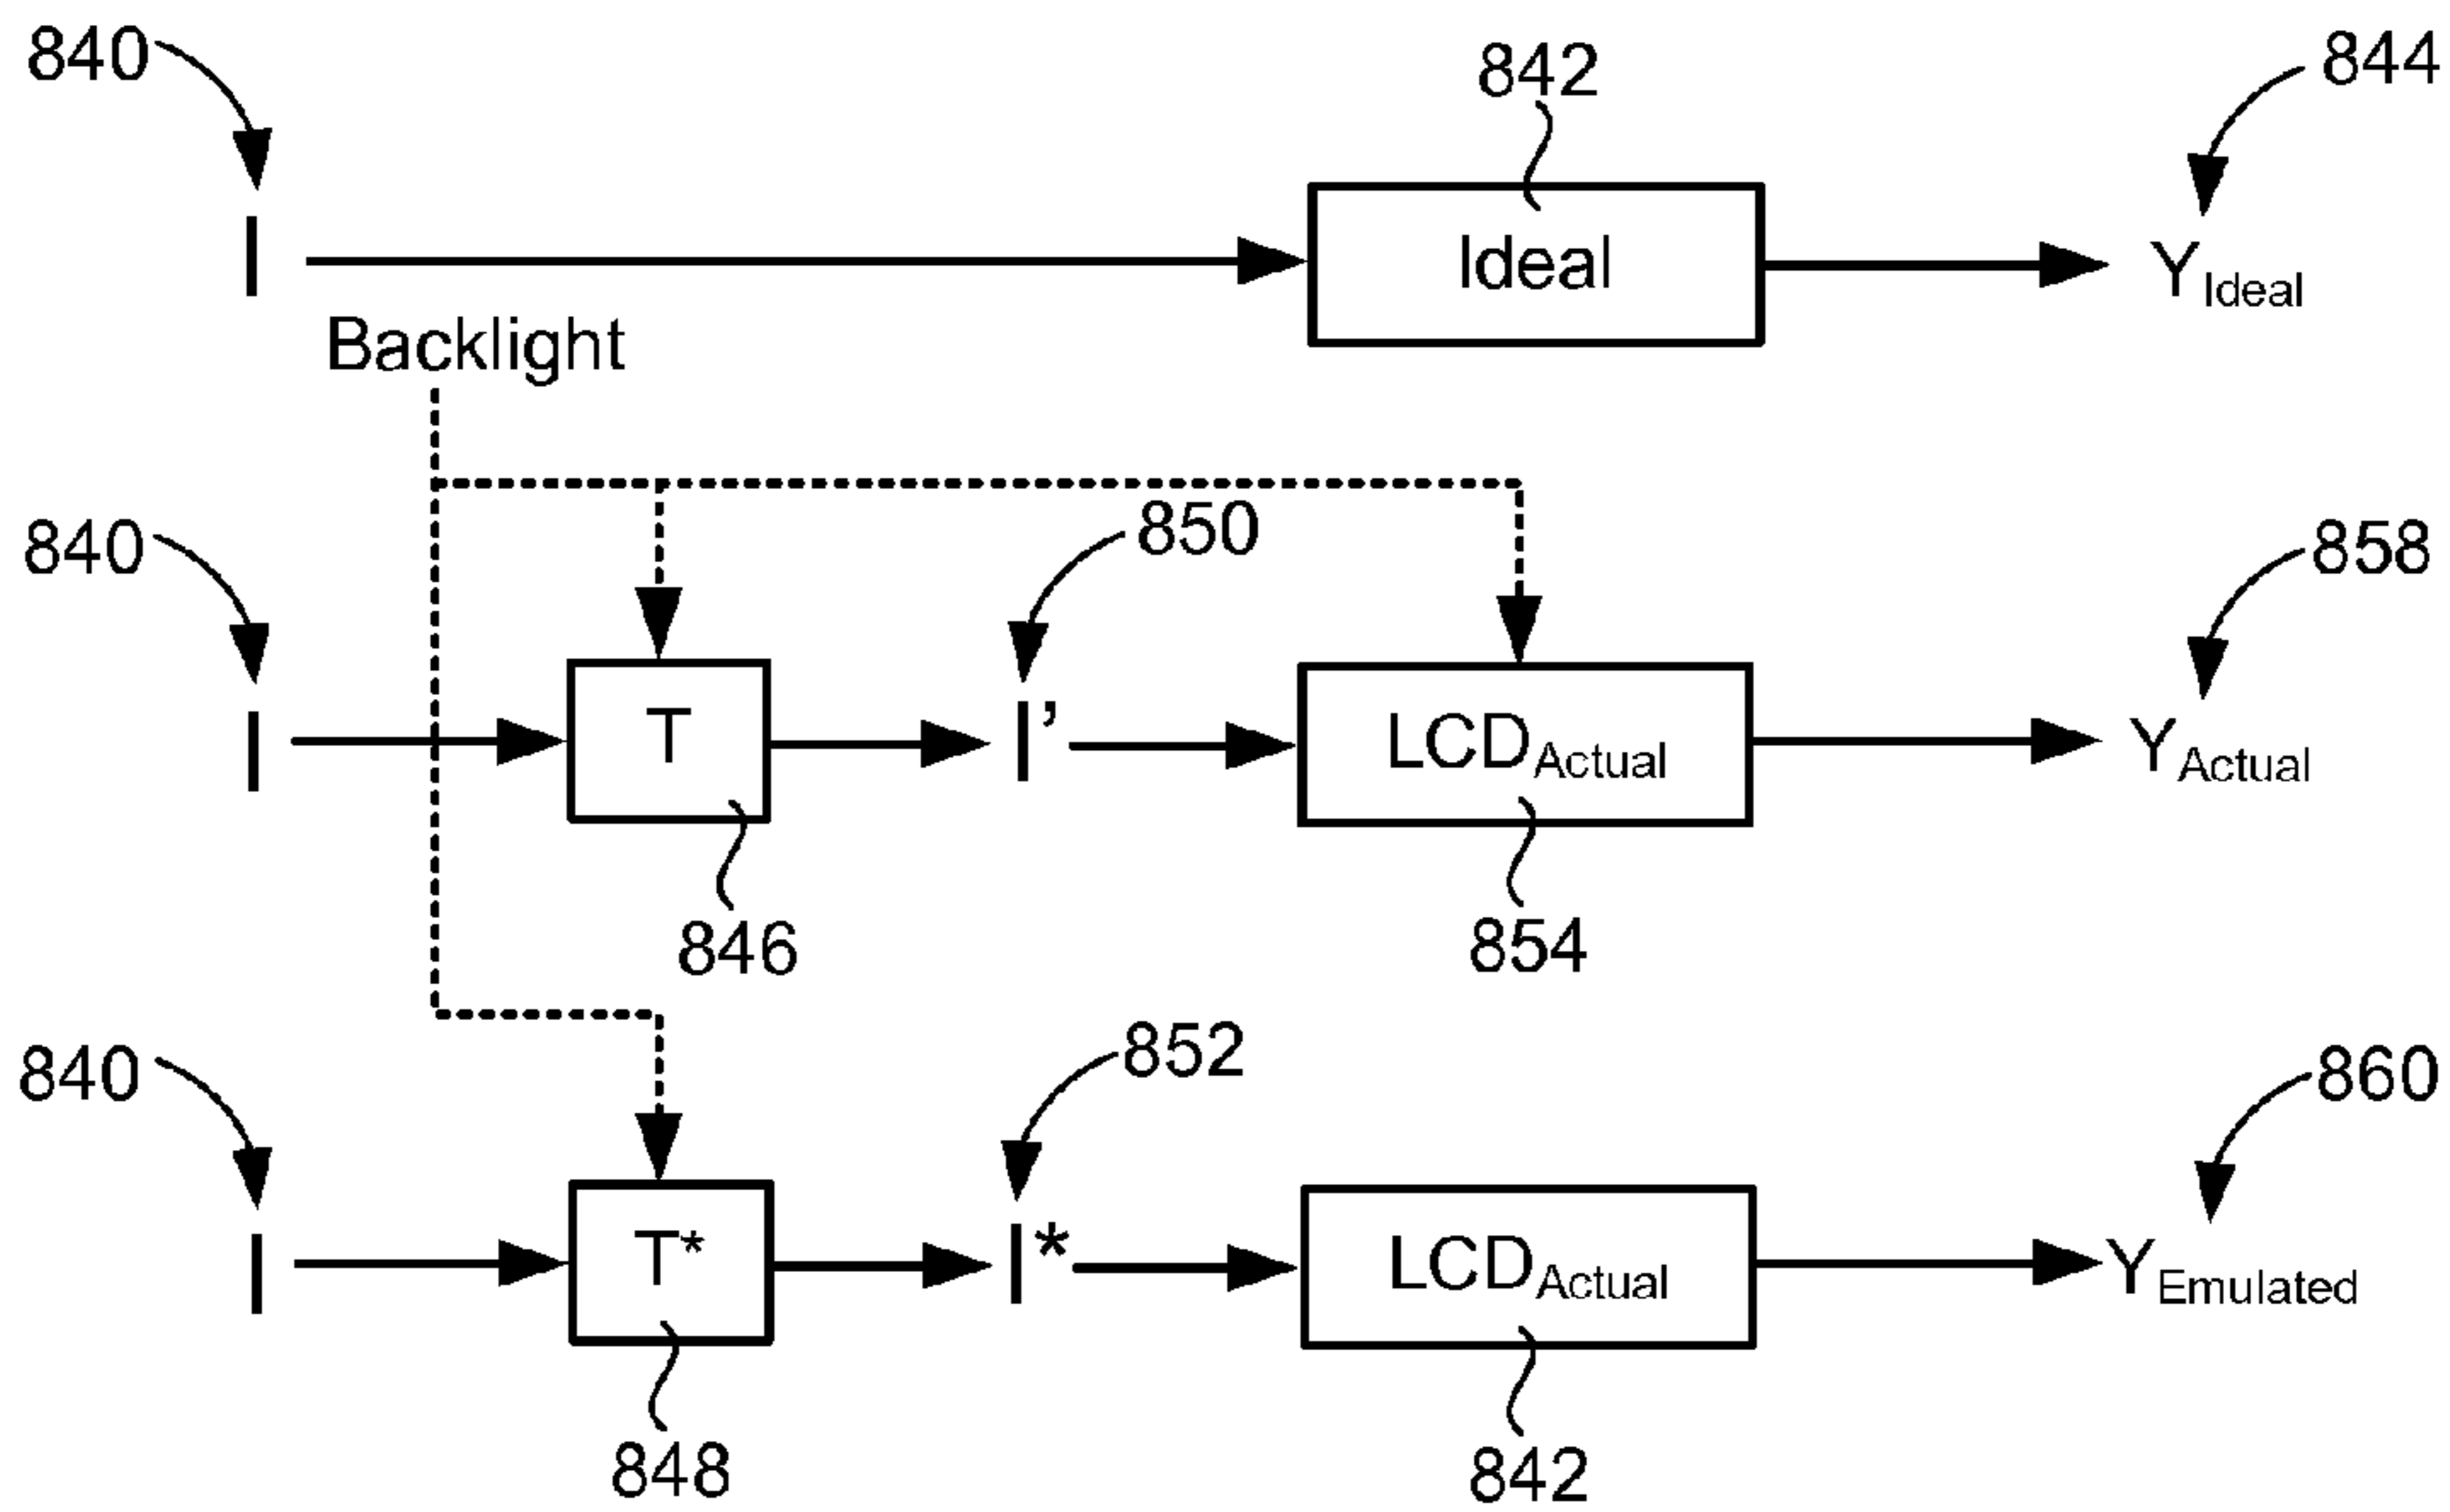 840 842 844
I Ideal Y_Ideal
Backlight
840 850 858
I T I’ LCD_Actual Y_Actual
846 854
840 852 860
I T* I* LCD_Actual Y_Emulated
848 842